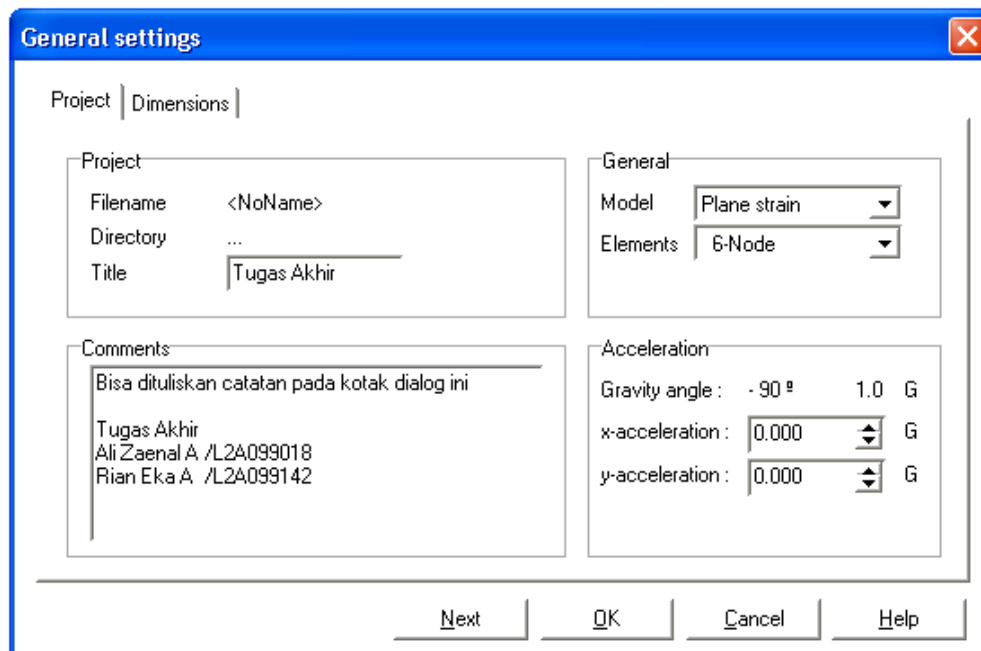 General settings
Project Dimensions
Project
Filename <NoName>
Directory ...
Title Tugas Akhir
General
Model Plane strain
Elements 6-Node
Comments
Bisa dituliskan catatan pada kotak dialog ini
Tugas Akhir
Ali Zaenal A /L2A099018
Rian Eka A /L2A099142
Acceleration
Gravity angle : - 90 º 1.0 G
x-acceleration : 0.000 G
y-acceleration : 0.000 G
Next OK Cancel Help